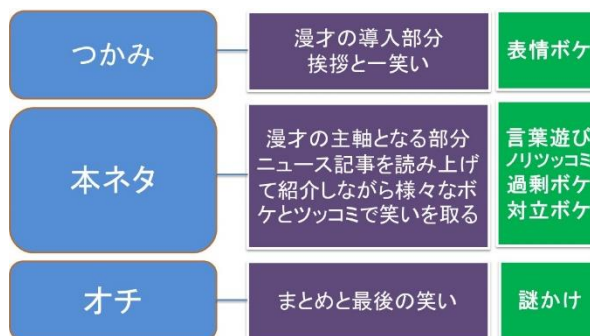 つかみ
漫才の導入部分
挨拶と一笑い
表情ボケ
本ネタ
漫才の主軸となる部分
ニュース記事を読み上げ
て紹介しながら様々なボ
ケとツッコミで笑いを取る
言葉遊び
ノリツッコミ
過剰ボケ
対立ボケ
オチ
まとめと最後の笑い
謎かけ